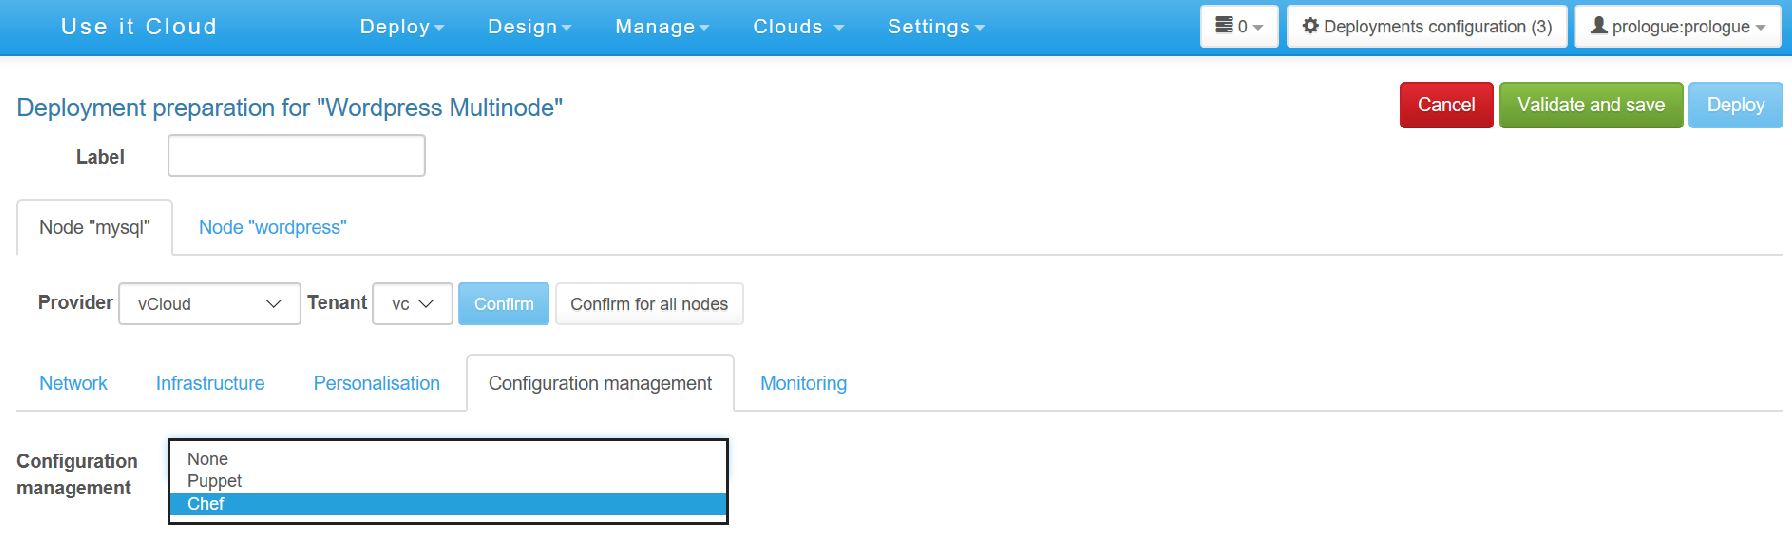 Use it Cloud Deploy Design Manage Clouds Settings 0 Deployments configuration (3) prologue:prologue
Deployment preparation for "Wordpress Multinode" Cancel Validate and save Deploy
Label
Node "mysql" Node "wordpress"
Provider vCloud Tenant vc Confirm Confirm for all nodes
Network Infrastructure Personalisation Configuration management Monitoring
Configuration
management
None
Puppet
Chef